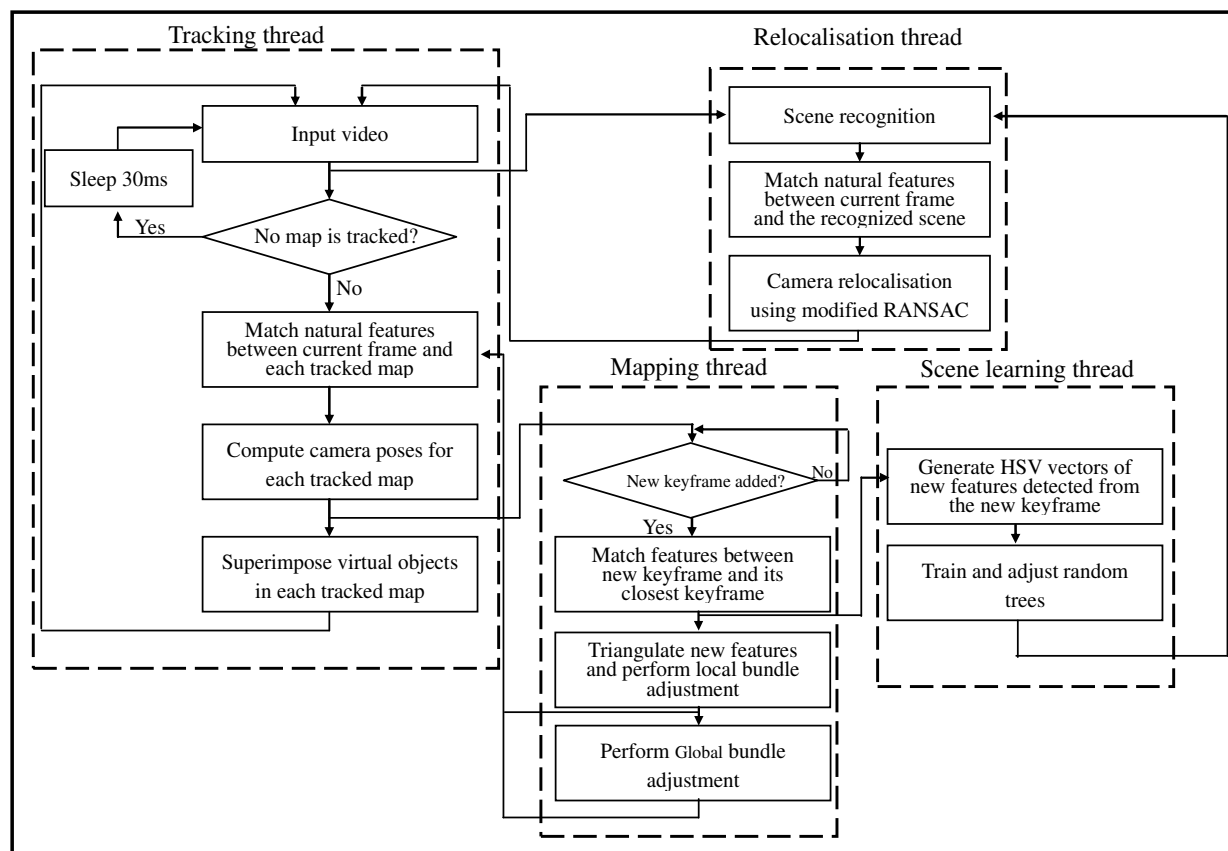 Tracking thread
Input video
Sleep 30ms
Yes
No map is tracked?
No
Match natural features
between current frame and
each tracked map
Compute camera poses for
each tracked map
Superimpose virtual objects
in each tracked map
Relocalisation thread
Scene recognition
Match natural features
between current frame
and the recognized scene
Camera relocalisation
using modified RANSAC
Mapping thread
New keyframe added?
No
Yes
Match features between
new keyframe and its
closest keyframe
Triangulate new features
and perform local bundle
adjustment
Perform Global bundle
adjustment
Scene learning thread
Generate HSV vectors of
new features detected from
the new keyframe
Train and adjust random
trees